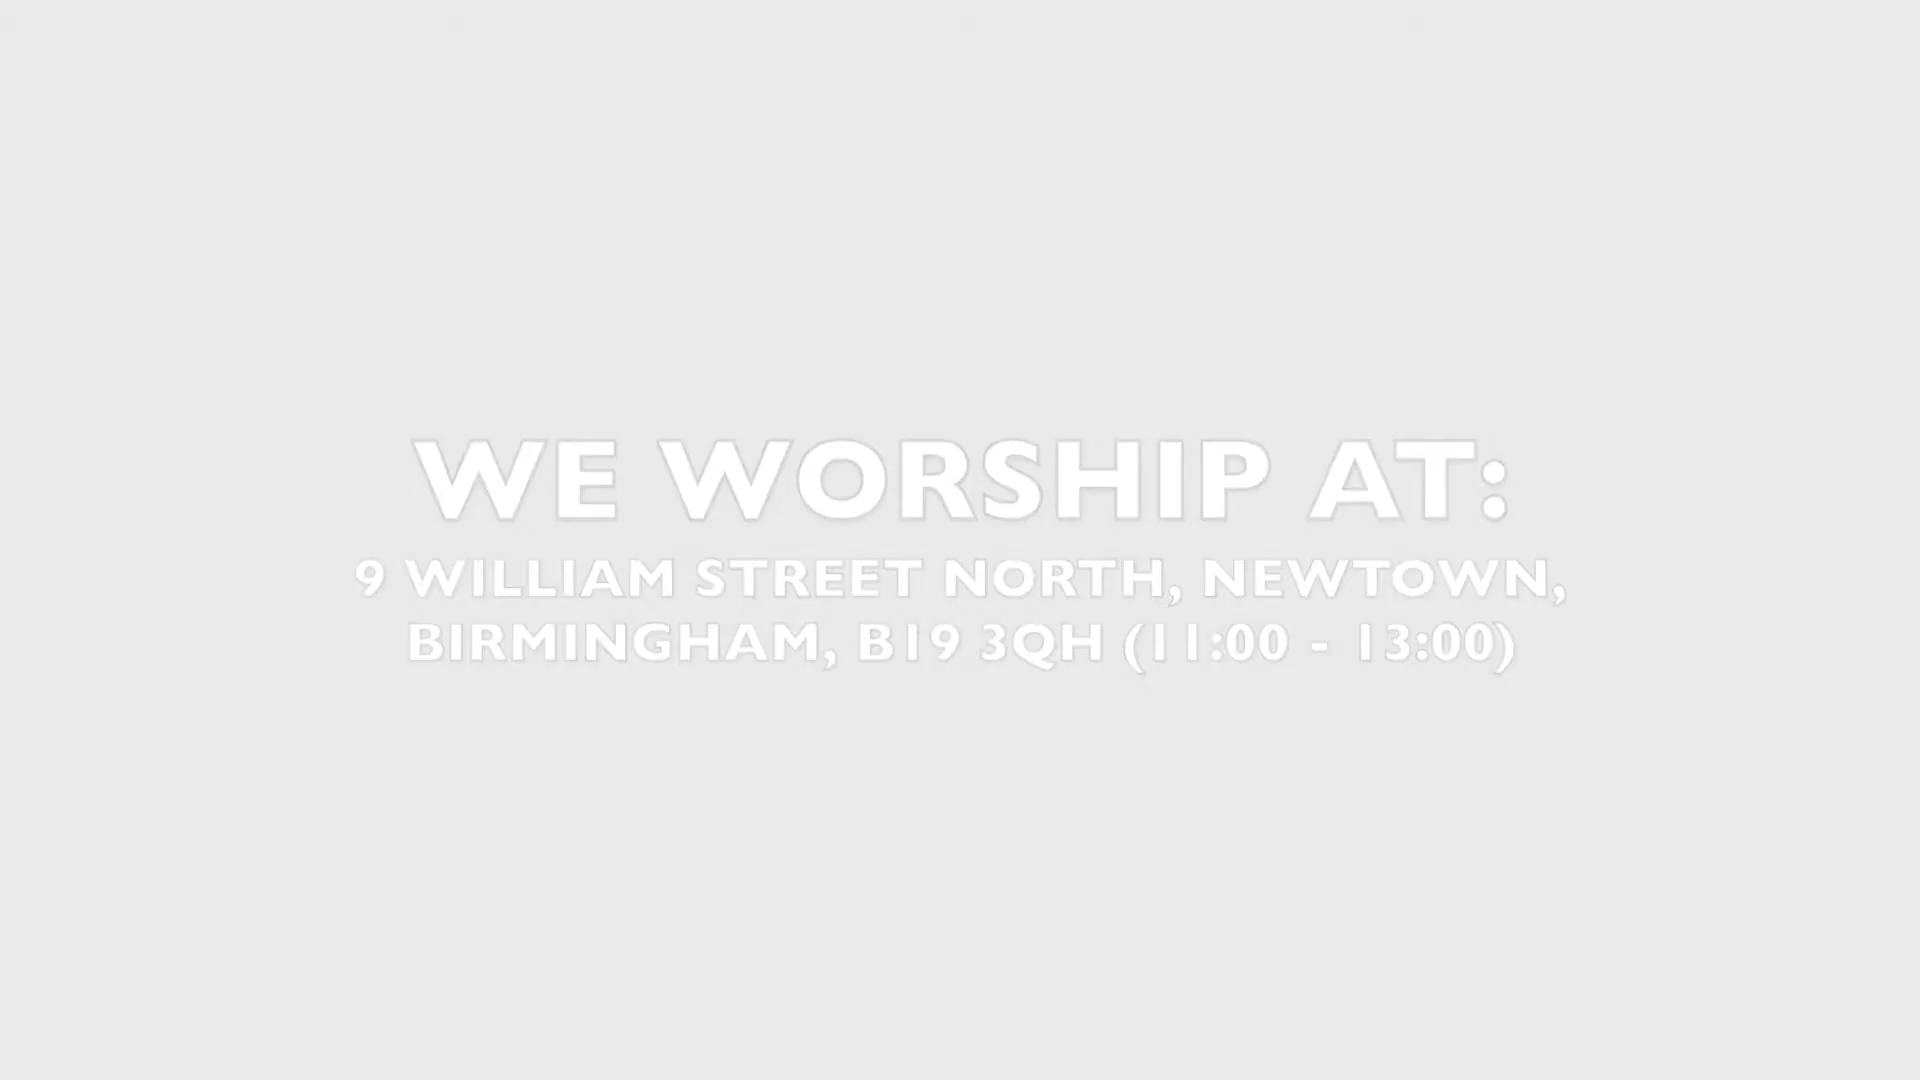 WE WORSHIP AT:
9 WILLIAM STREET NORTH, NEWTOWN,
BIRMINGHAM, B19 3QH (11:00 - 13:00)